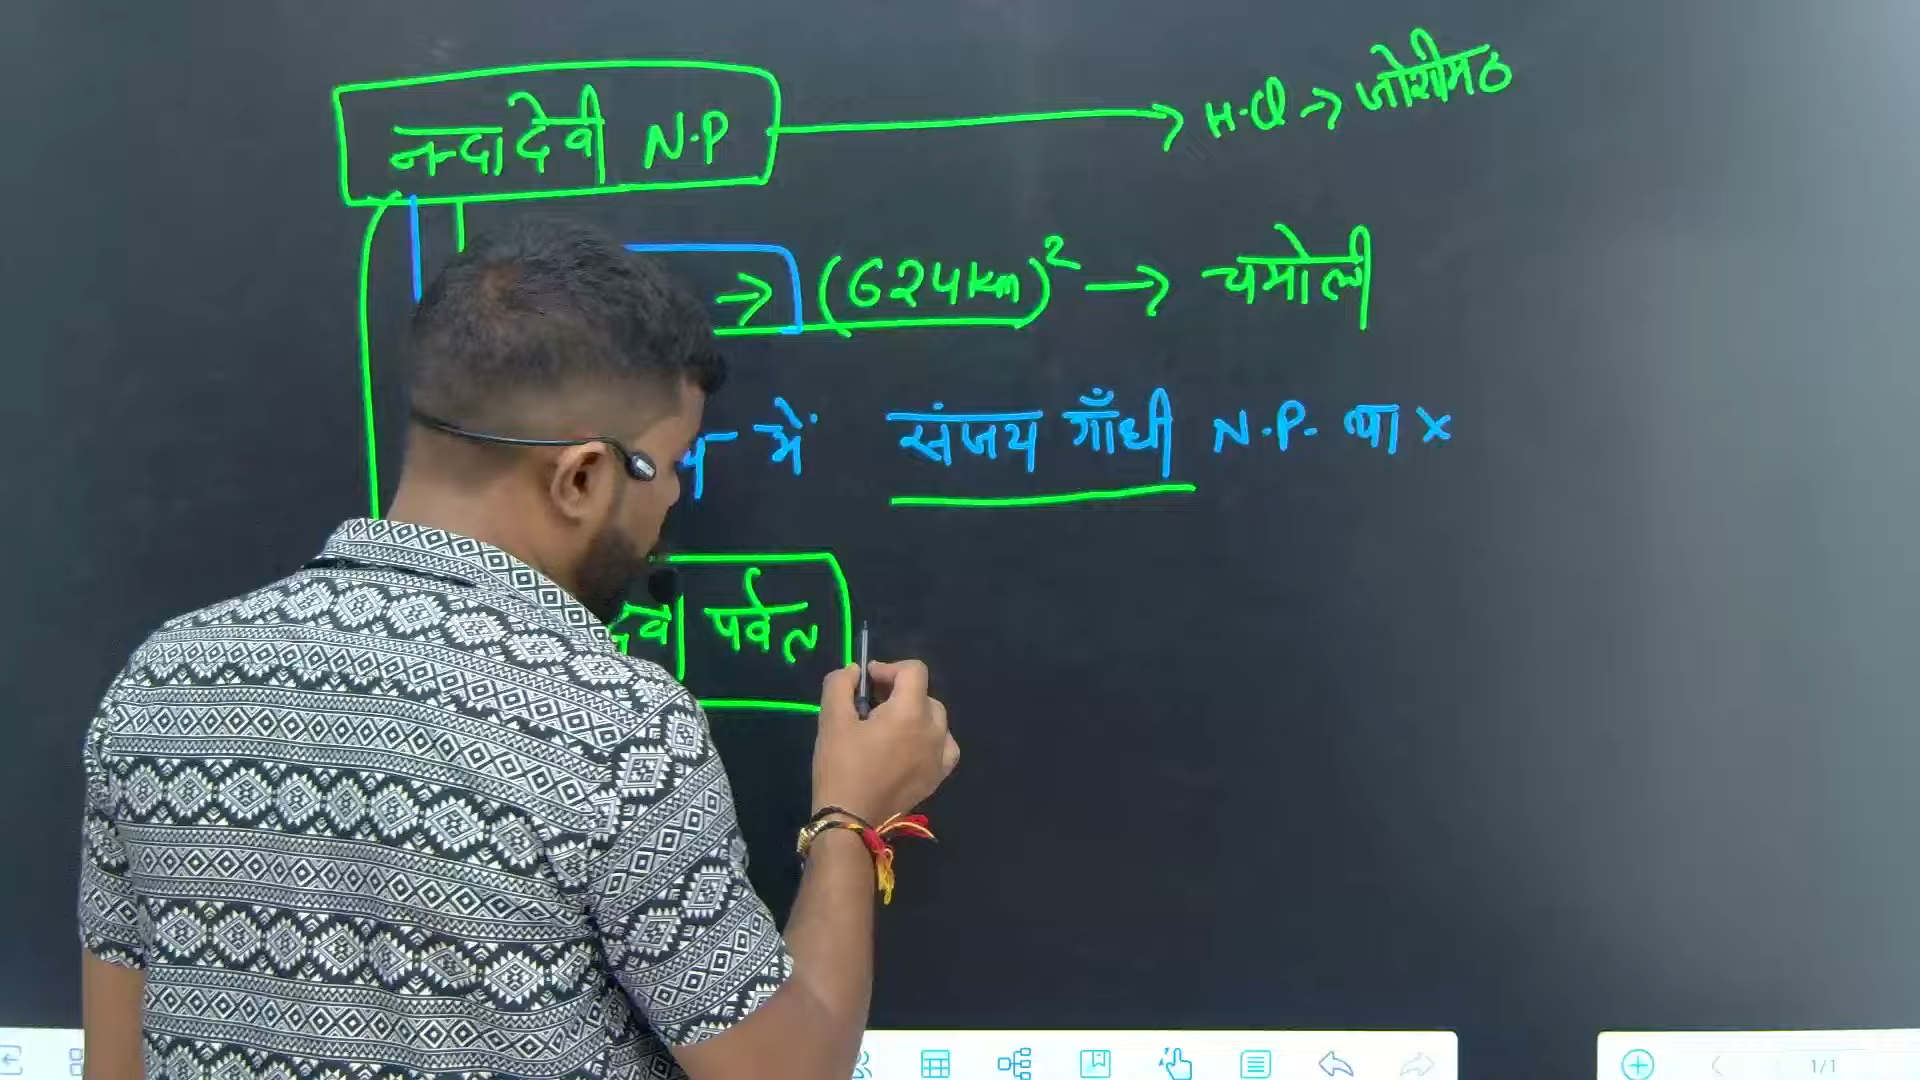 नन्दादेवी N.P → H.Q → जोशीमठ
→ (624km)² → चमोली
में संजय गाँधी N.P. था ×
पर्वत
1/1